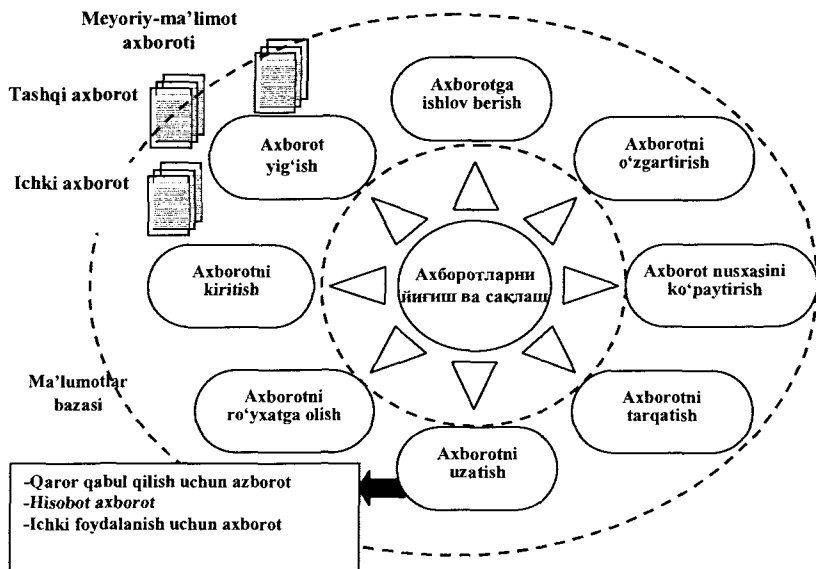 Meyoriy-ma’limot
axboroti
Tashqi axborot
Ichki axborot
Axborotga
ishlov berish
Axborot
yig‘ish
Axborotni
o‘zgartirish
Axborotni
kiritish
Ахборотларни
йиғиш ва сақлаш
Axborot nusxasini
ko‘paytirish
Ma’lumotlar
bazasi
Axborotni
ro‘yxatga olish
Axborotni
tarqatish
Axborotni
uzatish
-Qaror qabul qilish uchun azborot
-Hisobot axborot
-Ichki foydalanish uchun axborot